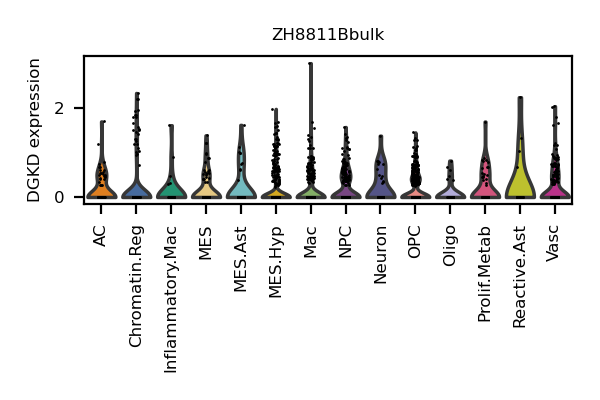 ZH8811Bbulk
DGKD expression
2
0
AC
Chromatin.Reg
Inflammatory.Mac
MES
MES.Ast
MES.Hyp
Mac
NPC
Neuron
OPC
Oligo
Prolif.Metab
Reactive.Ast
Vasc